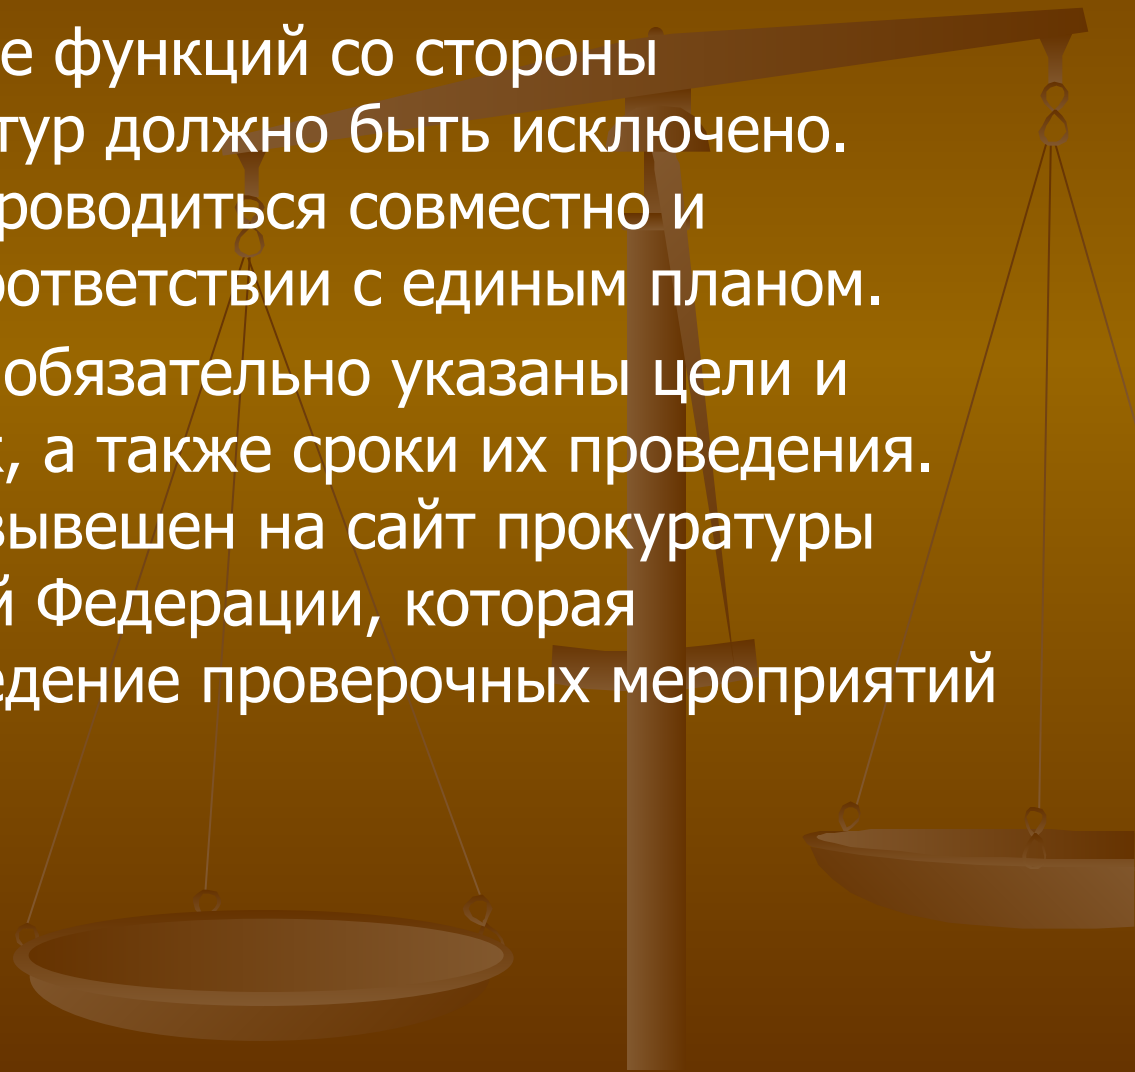 е функций со стороны
тур должно быть исключено.
роводиться совместно и
оответствии с единым планом.
обязательно указаны цели и
, а также сроки их проведения.
вывешен на сайт прокуратуры
й Федерации, которая
едение проверочных мероприятий